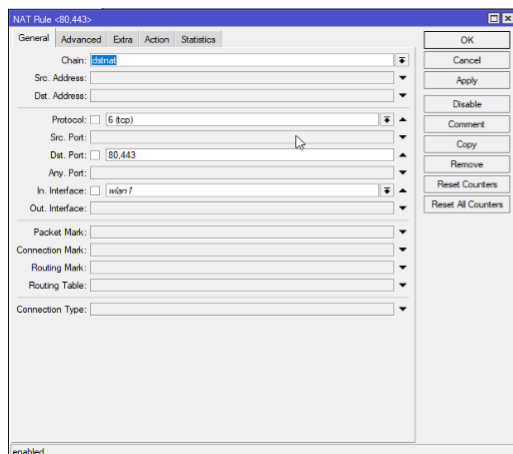 NAT Rule <80,443>
General Advanced Extra Action Statistics
Chain: dstnat
Src. Address:
Dst. Address:
Protocol: 6 (tcp)
Src. Port:
Dst. Port: 80,443
Any. Port:
In. Interface: wlan1
Out. Interface:
Packet Mark:
Connection Mark:
Routing Mark:
Routing Table:
Connection Type:
OK
Cancel
Apply
Disable
Comment
Copy
Remove
Reset Counters
Reset All Counters
enabled